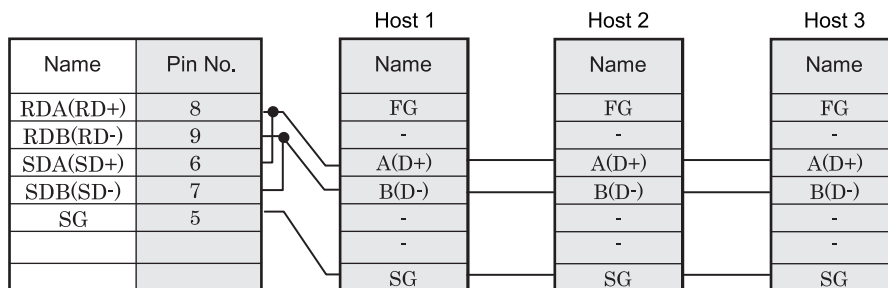 Host 1 Host 2 Host 3
Name Pin No. Name Name Name
RDA(RD+) 8 FG FG FG
RDB(RD-) 9 - - -
SDA(SD+) 6 A(D+) A(D+) A(D+)
SDB(SD-) 7 B(D-) B(D-) B(D-)
SG 5 - - -
- - -
SG SG SG